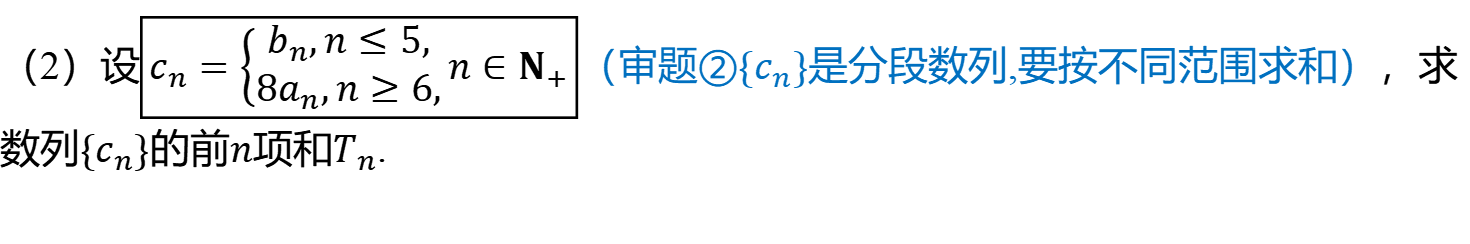 （2）设$c_n=\begin{cases}b_n,n\leq 5,\\8a_n,n\geq 6,\end{cases}n\in \mathbf{N}_+$（审题②{$c_n$}是分段数列,要按不同范围求和），求
数列{$c_n$}的前$n$项和$T_n$.